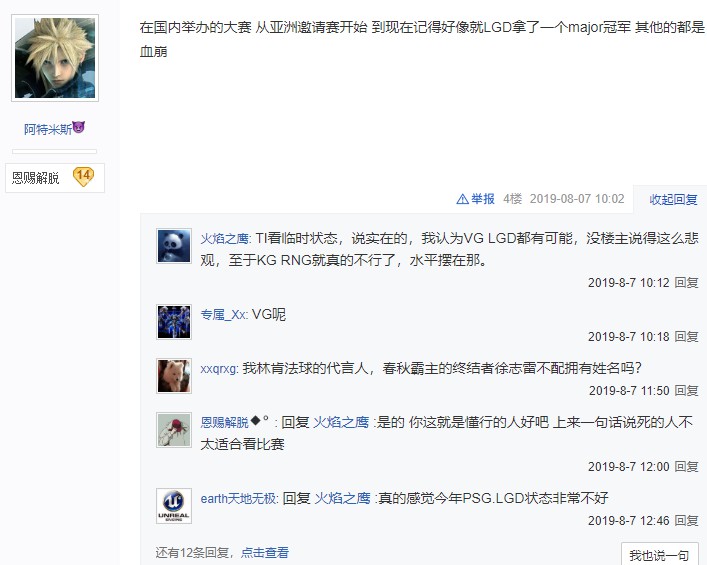 在国内举办的大赛 从亚洲邀请赛开始 到现在记得好像就LGD拿了一个major冠军 其他的都是
血崩
阿特米斯😈
恩赐解脱 14
举报 4楼 2019-08-07 10:02 收起回复
火焰之鹰: TI看临时状态，说实在的，我认为VG LGD都有可能，没楼主说得这么悲
观，至于KG RNG就真的不行了，水平摆在那。
2019-8-7 10:12 回复
专属_Xx: VG呢
2019-8-7 10:18 回复
xxqrxg: 我林肯法球的代言人，春秋霸主的终结者徐志雷不配拥有姓名吗?
2019-8-7 11:50 回复
恩赐解脱◆° : 回复 火焰之鹰 :是的 你这就是懂行的人好吧 上来一句话说死的人不
太适合看比赛
2019-8-7 12:00 回复
UNREAL
earth天地无极: 回复 火焰之鹰 :真的感觉今年PSG.LGD状态非常不好
2019-8-7 12:46 回复
还有12条回复，点击查看
我也说一句